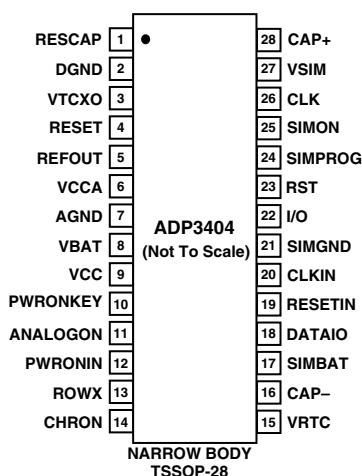 RESCAP 1 28 CAP+
DGND 2 27 VSIM
VTCXO 3 26 CLK
RESET 4 25 SIMON
REFOUT 5 24 SIMPROG
VCCA 6 23 RST
AGND 7 22 I/O
ADP3404
(Not To Scale)
VBAT 8 21 SIMGND
VCC 9 20 CLKIN
PWRONKEY 10 19 RESETIN
ANALOGON 11 18 DATAIO
PWRONIN 12 17 SIMBAT
ROWX 13 16 CAP–
CHRON 14 15 VRTC
NARROW BODY
TSSOP-28